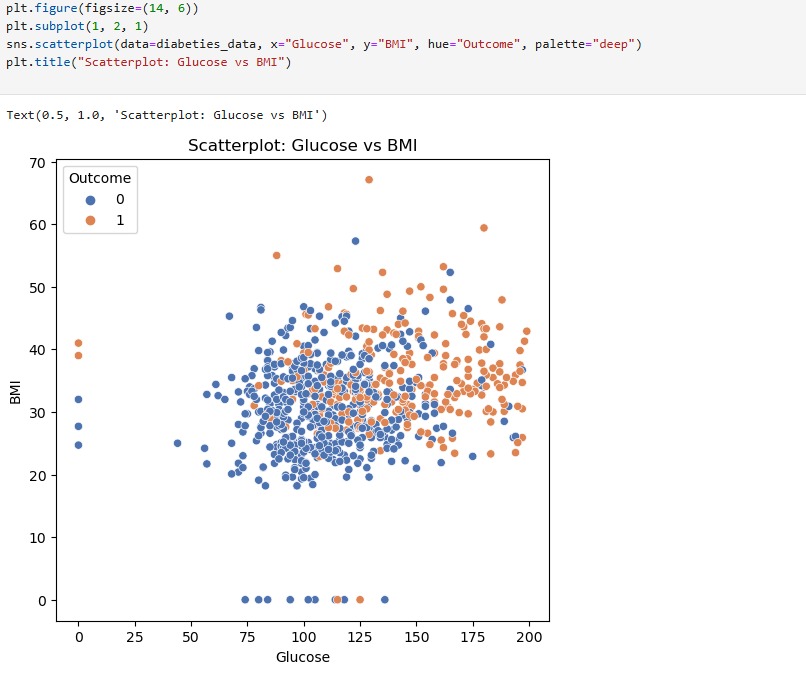 plt.figure(figsize=(14, 6))
plt.subplot(1, 2, 1)
sns.scatterplot(data=diabeties_data, x="Glucose", y="BMI", hue="Outcome", palette="deep")
plt.title("Scatterplot: Glucose vs BMI")
Text(0.5, 1.0, 'Scatterplot: Glucose vs BMI')
Scatterplot: Glucose vs BMI
Outcome
0
1
70
60
50
40
30
20
10
0
BMI
0 25 50 75 100 125 150 175 200
Glucose